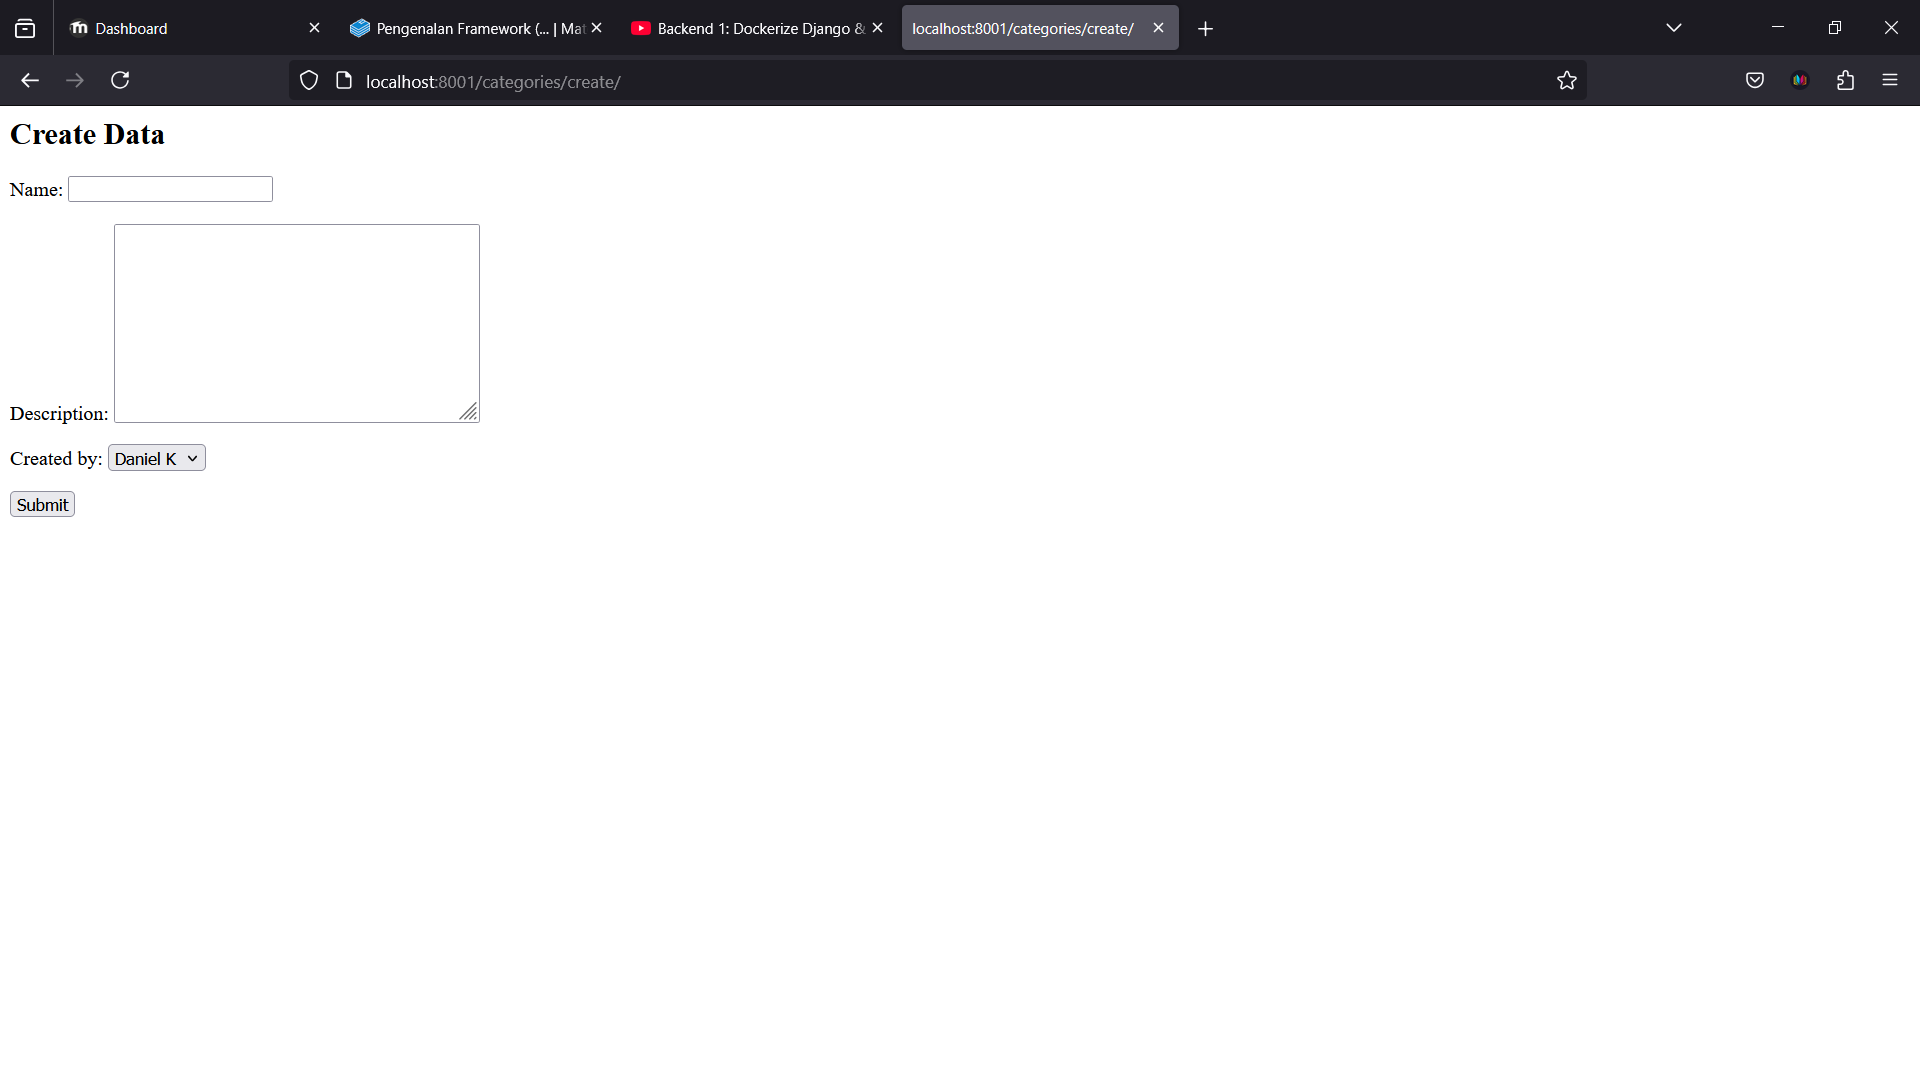 Dashboard
Pengenalan Framework (... | Mat
Backend 1: Dockerize Django &
localhost:8001/categories/create/
localhost:8001/categories/create/
Create Data
Name:
Description:
Created by: Daniel K
Submit